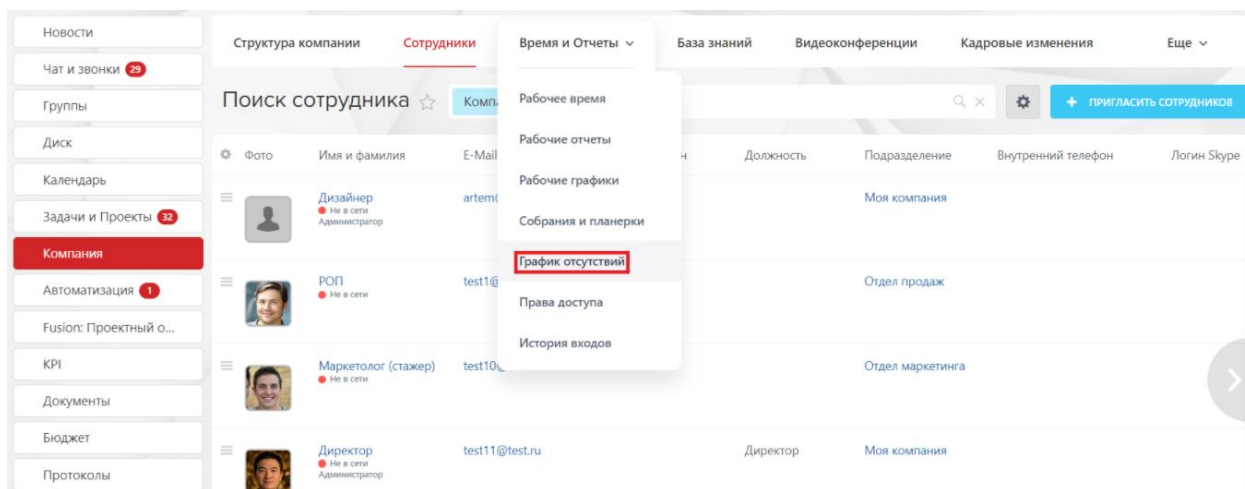 Новости
Чат и звонки 29
Группы
Диск
Календарь
Задачи и Проекты 32
Компания
Автоматизация 1
Fusion: Проектный о...
KPI
Документы
Бюджет
Протоколы
Структура компании Сотрудники Время и Отчеты База знаний Видеоконференции Кадровые изменения Еще
Поиск сотрудника Комп + ПРИГЛАСИТЬ СОТРУДНИКОВ
Рабочее время
Рабочие отчеты
Рабочие графики
Собрания и планерки
График отсутствий
Права доступа
История входов
Фото Имя и фамилия E-Mail н Должность Подразделение Внутренний телефон Логин Skype
Дизайнер artem Моя компания
Не в сети
Администратор
РОП test1@ Отдел продаж
Не в сети
Маркетолог (стажер) test10 Отдел маркетинга
Не в сети
Директор test11@test.ru Директор Моя компания
Не в сети
Администратор